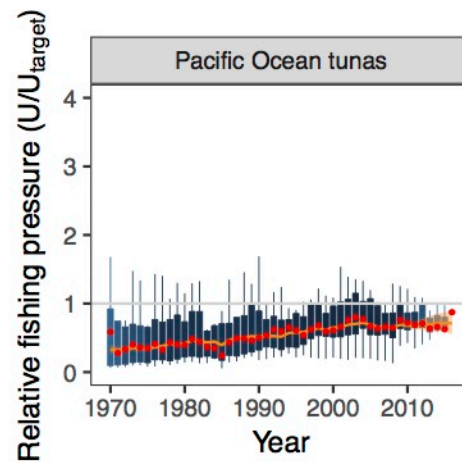 Pacific Ocean tunas
Relative fishing pressure (U/Utarget)
4
3
2
1
0
1970 1980 1990 2000 2010
Year